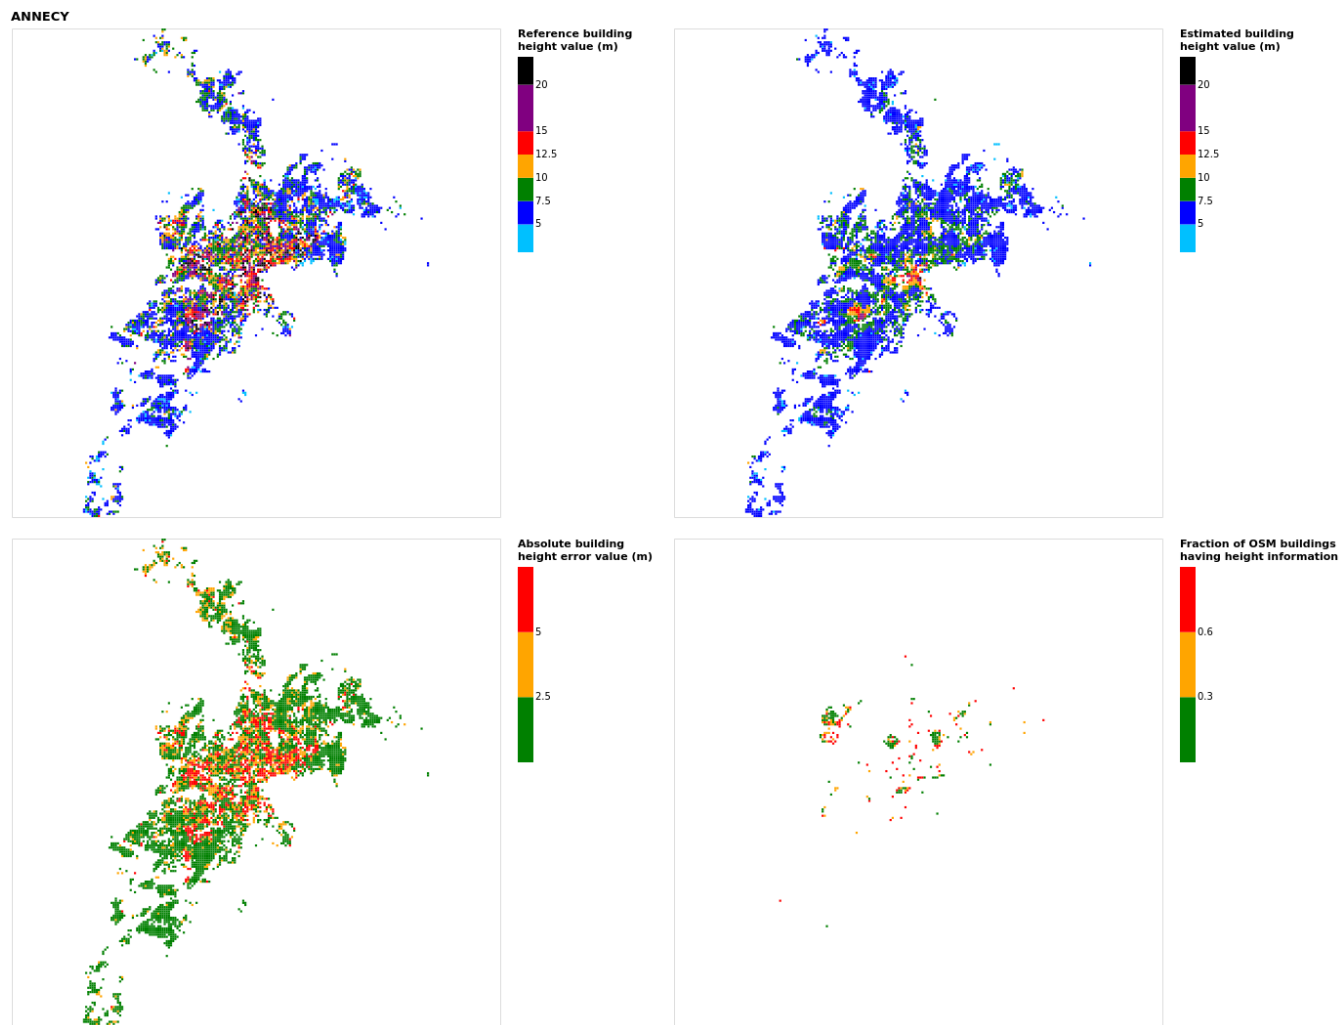 ANNECY
Reference building
height value (m)
20
15
12.5
10
7.5
5
Estimated building
height value (m)
20
15
12.5
10
7.5
5
Absolute building
height error value (m)
5
2.5
Fraction of OSM buildings
having height information
0.6
0.3